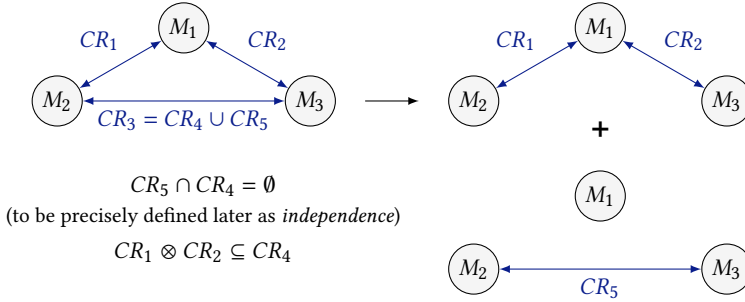 M1
CR1
CR2
M2
M3
CR3 = CR4 ∪ CR5
CR5 ∩ CR4 = ∅
(to be precisely defined later as independence)
CR1 ⊗ CR2 ⊆ CR4
M1
CR1
CR2
M2
M3
+
M1
M2
M3
CR5